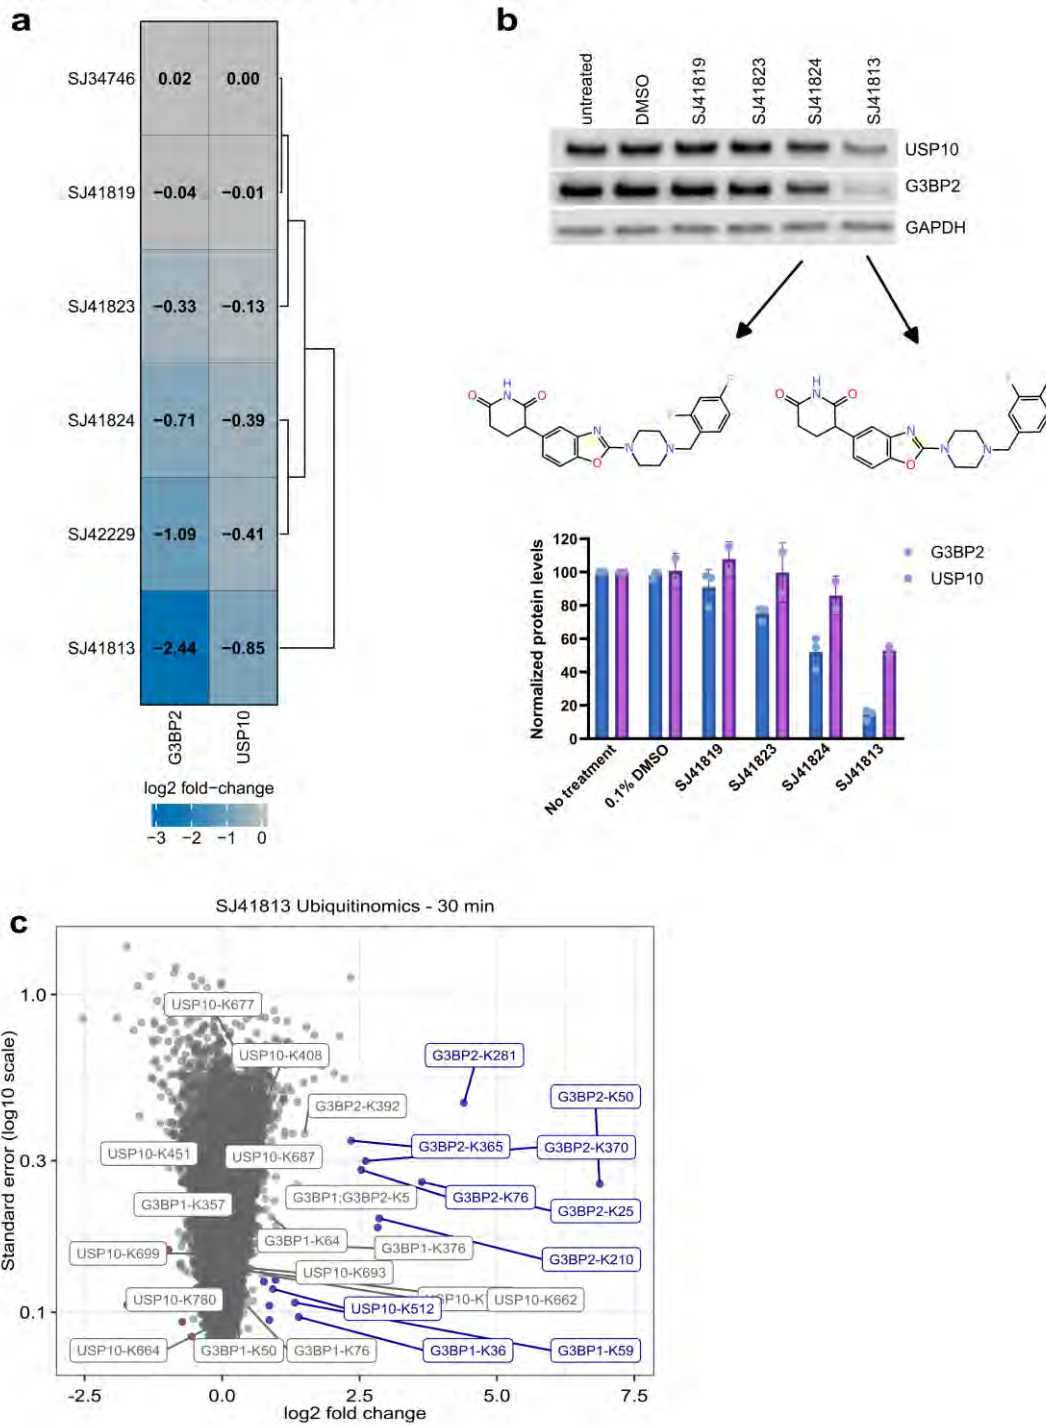 a
SJ34746 0.02 0.00
SJ41819 −0.04 −0.01
SJ41823 −0.33 −0.13
SJ41824 −0.71 −0.39
SJ42229 −1.09 −0.41
SJ41813 −2.44 −0.85
G3BP2 USP10
log2 fold−change
−3 −2 −1 0
b
untreated DMSO SJ41819 SJ41823 SJ41824 SJ41813
USP10
G3BP2
GAPDH
H
O N O
F
F
N
O
N
N
H
O N O
N
O
N
N
Normalized protein levels
120
100
80
60
40
20
0
No treatment 0.1% DMSO SJ41819 SJ41823 SJ41824 SJ41813
G3BP2
USP10
c
SJ41813 Ubiquitinomics - 30 min
Standard error (log10 scale)
1.0
0.3
0.1
USP10-K677
USP10-K408
G3BP2-K281
G3BP2-K50
G3BP2-K392
USP10-K451
USP10-K687
G3BP2-K365
G3BP2-K370
G3BP1-K357
G3BP1;G3BP2-K5
G3BP2-K76
G3BP2-K25
G3BP1-K64
G3BP1-K376
USP10-K699
G3BP2-K210
USP10-K693
USP10-K780
USP10-K512
USP10-K662
USP10-K664
G3BP1-K50
G3BP1-K76
G3BP1-K36
G3BP1-K59
-2.5 0.0 2.5 5.0 7.5
log2 fold change